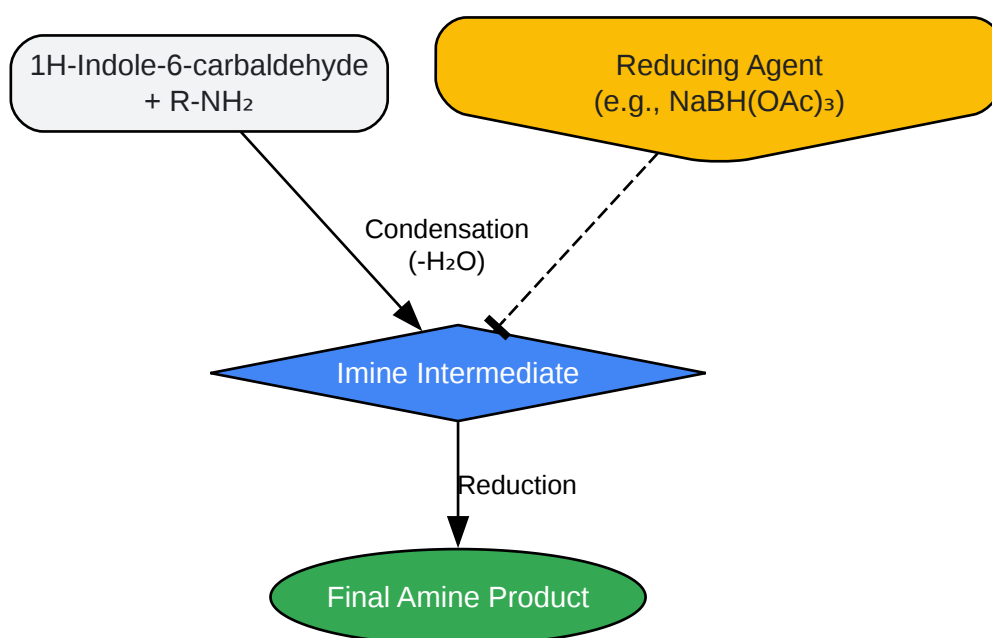 1H-Indole-6-carbaldehyde
+ R-NH₂
Reducing Agent
(e.g., NaBH(OAc)₃)
Condensation
(-H₂O)
Imine Intermediate
Reduction
Final Amine Product